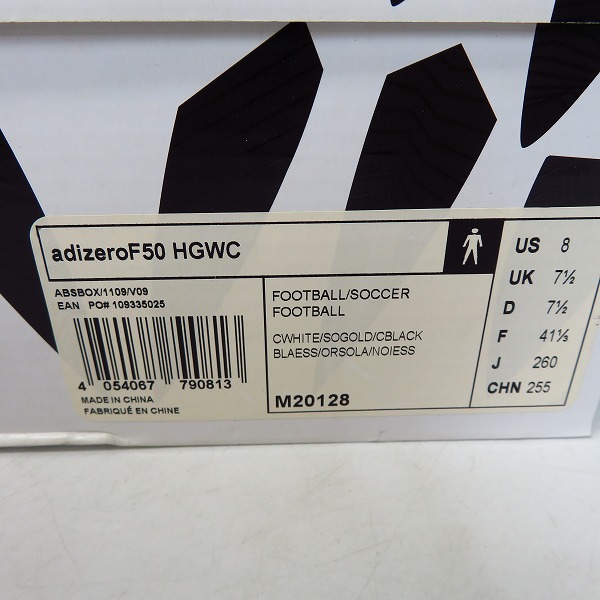 adizeroF50 HGWC
ABSBOX/1109/V09
EAN PO# 109335025
4 054067 790813
MADE IN CHINA
FABRIQUÉ EN CHINE
FOOTBALL/SOCCER
FOOTBALL
CWHITE/SOGOLD/CBLACK
BLAESS/ORSOLA/NOIESS
M20128
US 8
UK 7½
D 7½
F 41⅓
J 260
CHN 255